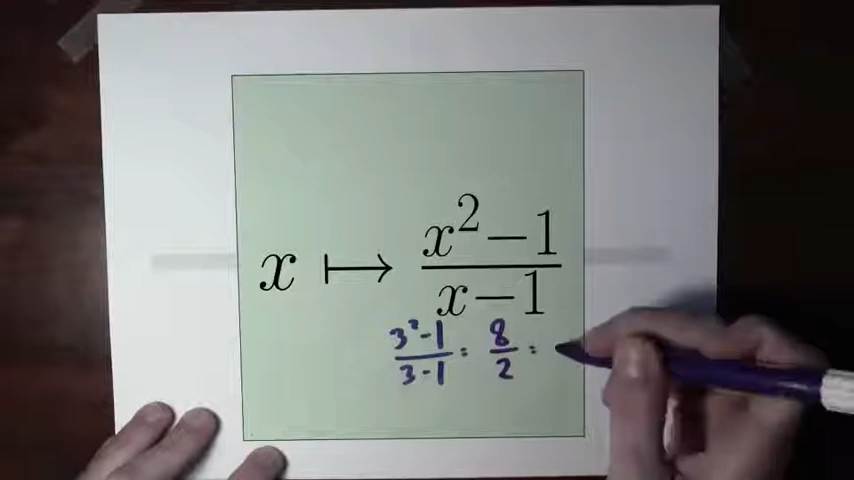 x ↦ x² − 1 / x − 1
3² - 1 / 3 - 1 = 8 / 2 =